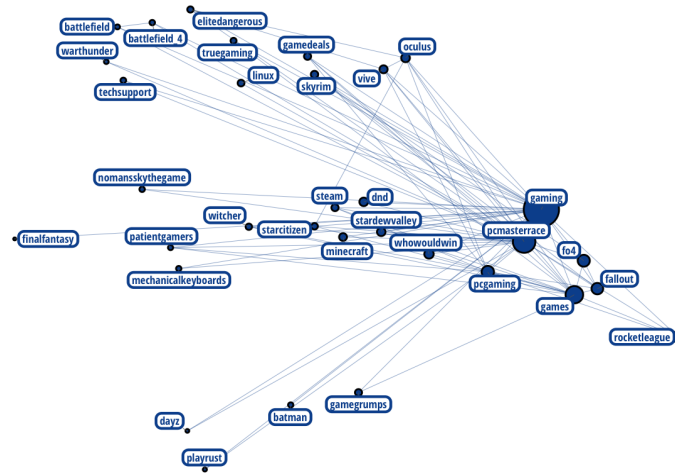 elitedangerous
battlefield
battlefield_4
gamedeals
oculus
warthunder
truegaming
linux
vive
skyrim
techsupport
nomansskythegame
steam
dnd
gaming
witcher
stardewvalley
starcitizen
pcmasterrace
finalfantasy
patientgamers
whowouldwin
minecraft
fo4
mechanicalkeyboards
pcgaming
fallout
games
rocketleague
gamegrumps
batman
dayz
playrust